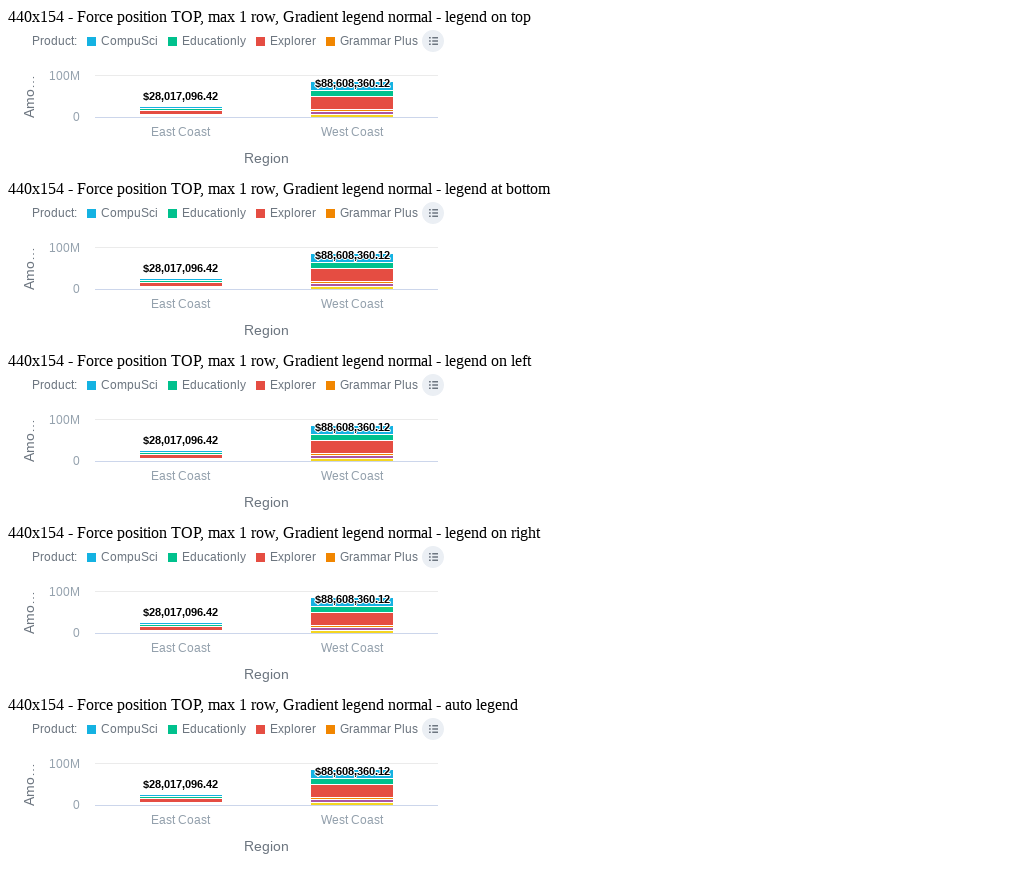 440x154 - Force position TOP, max 1 row, Gradient legend normal - legend on top
Product: CompuSci Educationly Explorer Grammar Plus
Amo…
100M
$88,608,360.12
$28,017,096.42
0
East Coast West Coast
Region
440x154 - Force position TOP, max 1 row, Gradient legend normal - legend at bottom
Product: CompuSci Educationly Explorer Grammar Plus
Amo…
100M
$88,608,360.12
$28,017,096.42
0
East Coast West Coast
Region
440x154 - Force position TOP, max 1 row, Gradient legend normal - legend on left
Product: CompuSci Educationly Explorer Grammar Plus
Amo…
100M
$88,608,360.12
$28,017,096.42
0
East Coast West Coast
Region
440x154 - Force position TOP, max 1 row, Gradient legend normal - legend on right
Product: CompuSci Educationly Explorer Grammar Plus
Amo…
100M
$88,608,360.12
$28,017,096.42
0
East Coast West Coast
Region
440x154 - Force position TOP, max 1 row, Gradient legend normal - auto legend
Product: CompuSci Educationly Explorer Grammar Plus
Amo…
100M
$88,608,360.12
$28,017,096.42
0
East Coast West Coast
Region